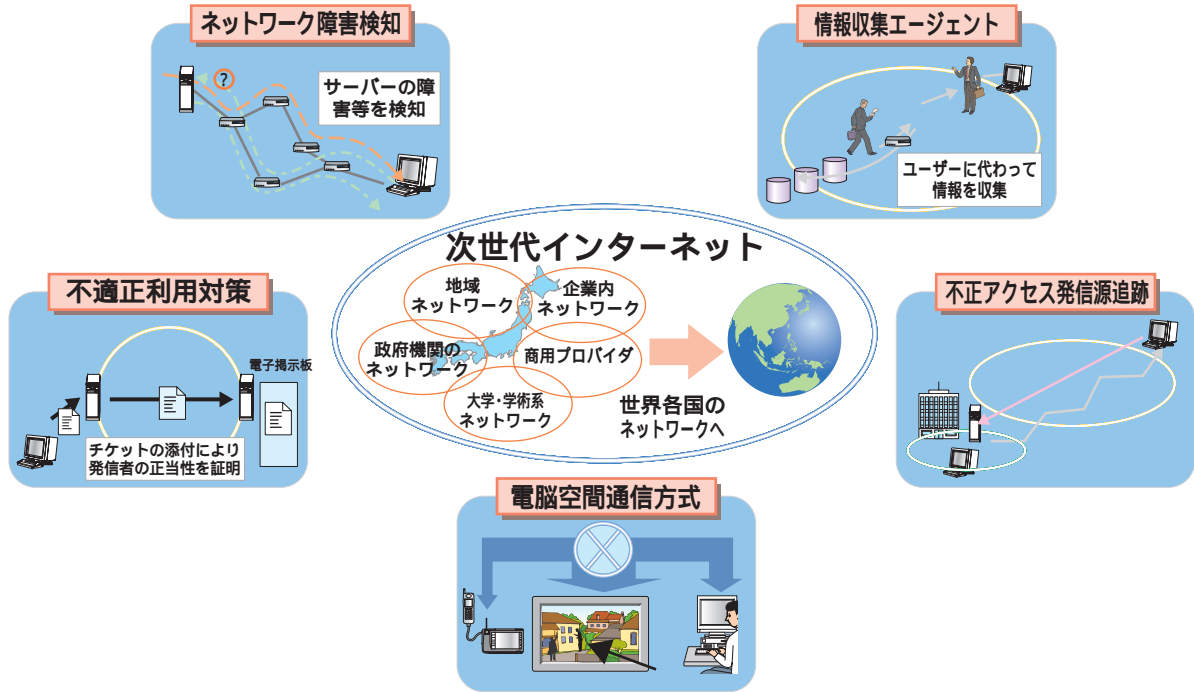 ネットワーク障害検知
?
サーバーの障
害等を検知
情報収集エージェント
ユーザーに代わって
情報を収集
次世代インターネット
地域
ネットワーク
企業内
ネットワーク
政府機関の
ネットワーク
商用プロバイダ
大学・学術系
ネットワーク
世界各国の
ネットワークへ
不適正利用対策
電子掲示板
チケットの添付により
発信者の正当性を証明
不正アクセス発信源追跡
電脳空間通信方式